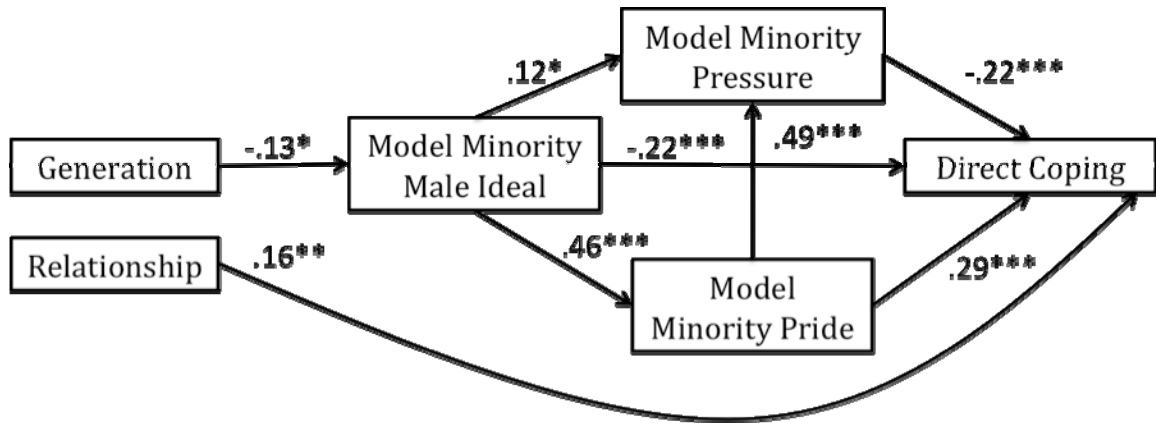 Model Minority
Pressure
.12*
-.22***
Generation
-.13*
Model Minority
Male Ideal
-.22***
.49***
Direct Coping
Relationship
.16**
.46***
Model
Minority Pride
.29***